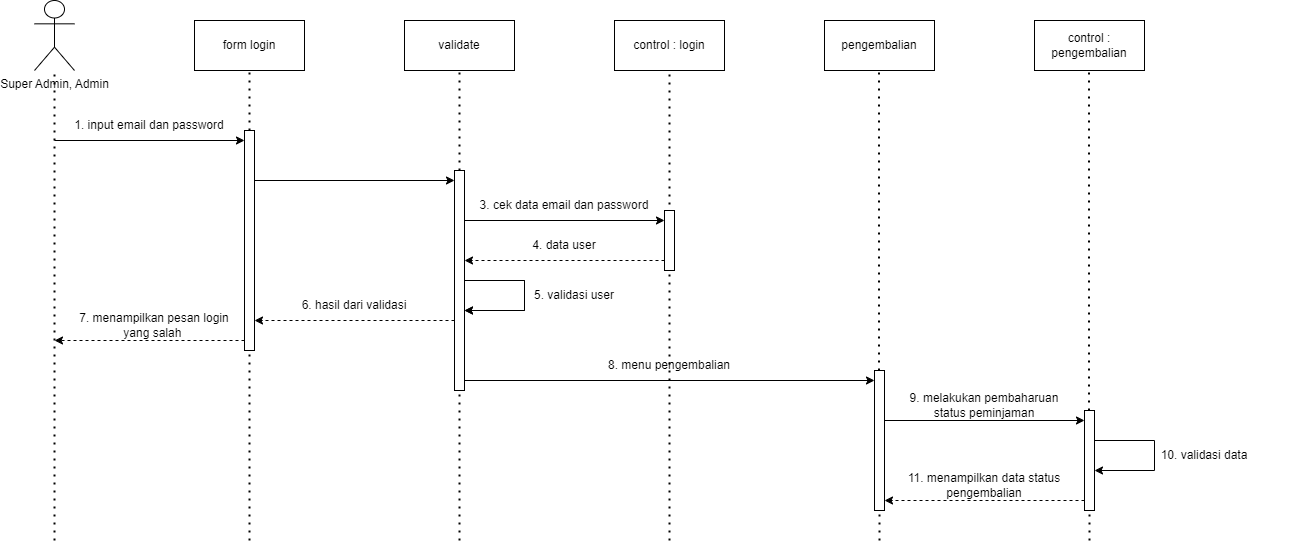 form login
validate
control : login
pengembalian
control :
pengembalian
Super Admin, Admin
1. input email dan password
3. cek data email dan password
4. data user
5. validasi user
6. hasil dari validasi
7. menampilkan pesan login
yang salah
8. menu pengembalian
9. melakukan pembaharuan
status peminjaman
10. validasi data
11. menampilkan data status
pengembalian